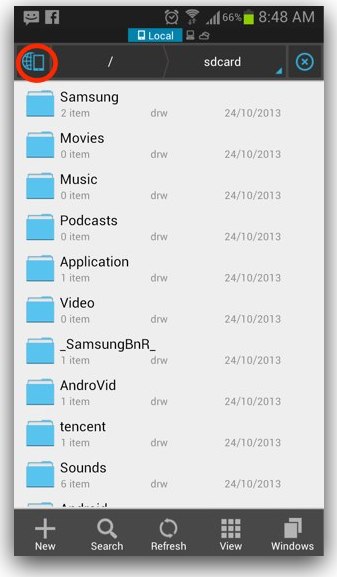 66% 8:48 AM
Local
/ sdcard
Samsung
2 item drw 24/10/2013
Movies
0 item drw 24/10/2013
Music
0 item drw 24/10/2013
Podcasts
0 item drw 24/10/2013
Application
1 item drw 24/10/2013
Video
0 item drw 24/10/2013
_SamsungBnR_
1 item drw 24/10/2013
AndroVid
1 item drw 24/10/2013
tencent
1 item drw 24/10/2013
Sounds
6 item drw 24/10/2013
Android
New Search Refresh View Windows